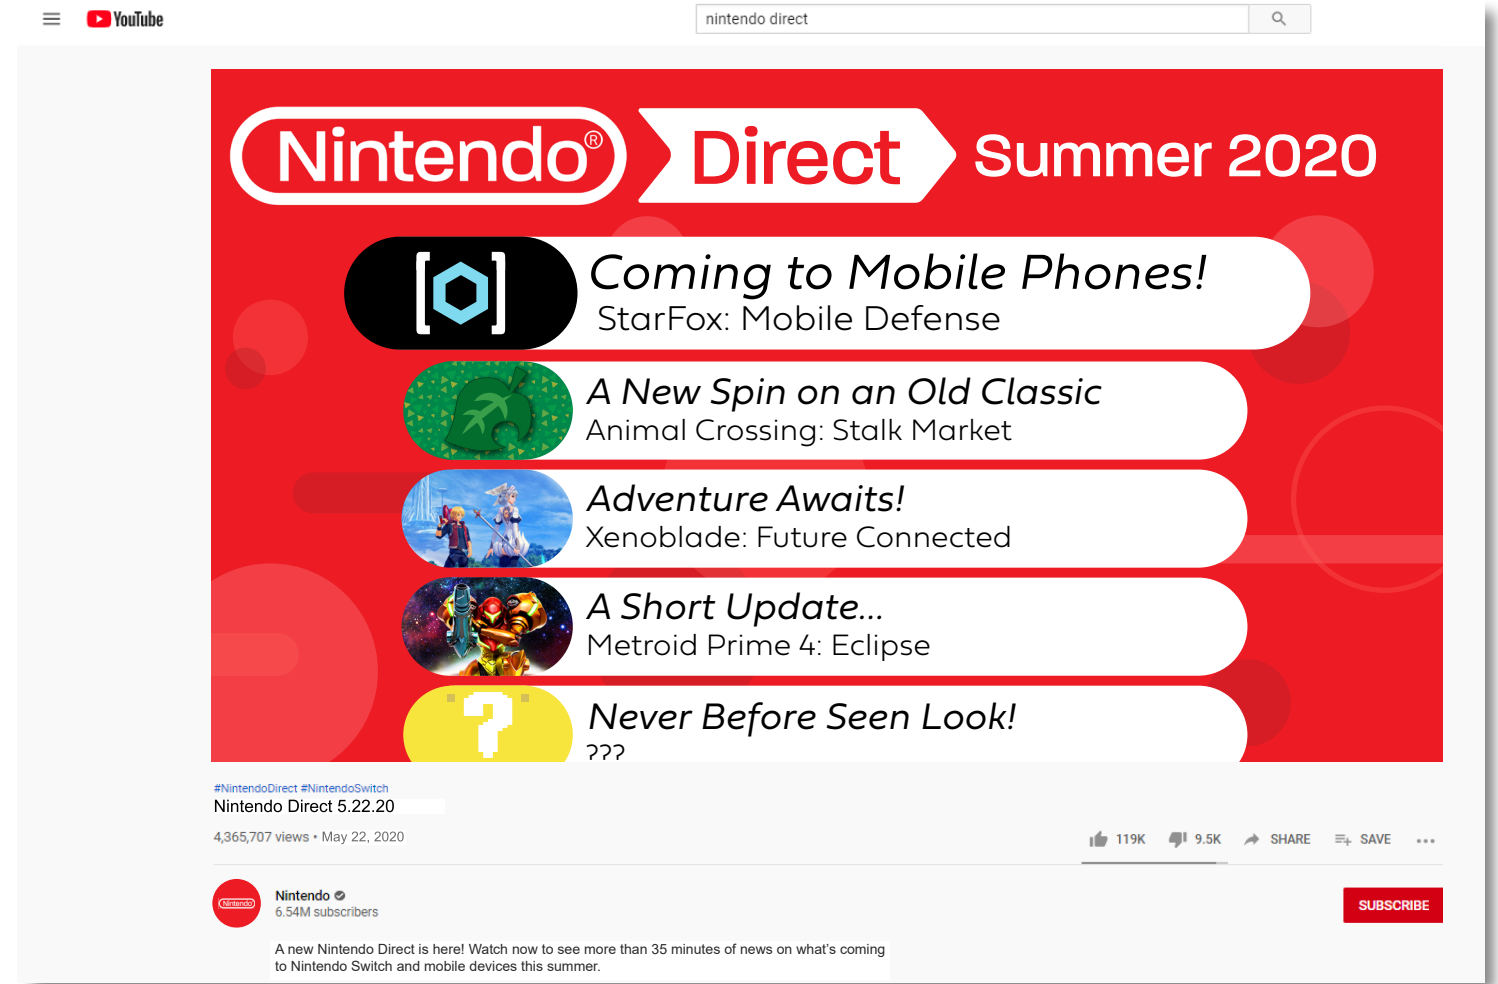 YouTube
nintendo direct
Nintendo® Direct Summer 2020
Coming to Mobile Phones!
StarFox: Mobile Defense
A New Spin on an Old Classic
Animal Crossing: Stalk Market
Adventure Awaits!
Xenoblade: Future Connected
A Short Update...
Metroid Prime 4: Eclipse
?
Never Before Seen Look!
???
#NintendoDirect #NintendoSwitch
Nintendo Direct 5.22.20
4,365,707 views • May 22, 2020
119K 9.5K SHARE SAVE
Nintendo
Nintendo
6.54M subscribers
SUBSCRIBE
A new Nintendo Direct is here! Watch now to see more than 35 minutes of news on what's coming
to Nintendo Switch and mobile devices this summer.